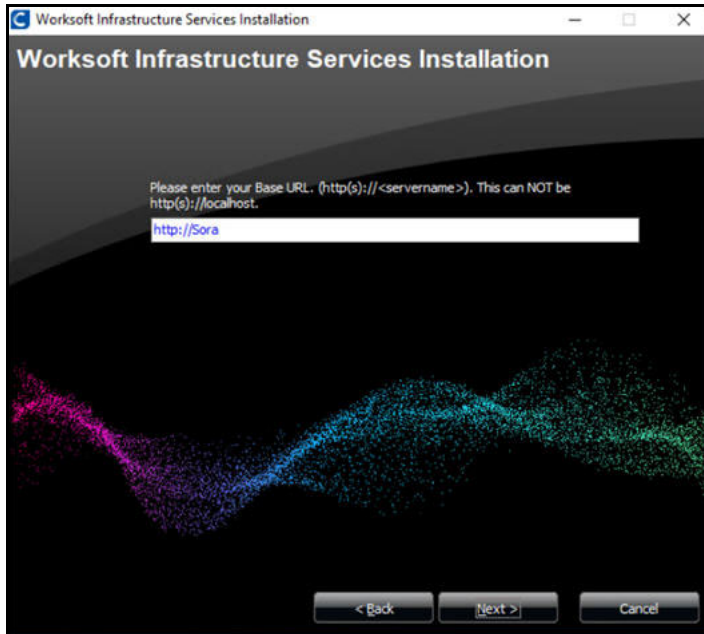 Worksoft Infrastructure Services Installation
Worksoft Infrastructure Services Installation
Please enter your Base URL. (http(s)://<servername>). This can NOT be
http(s)://localhost.
http://Sora
< Back Next > Cancel